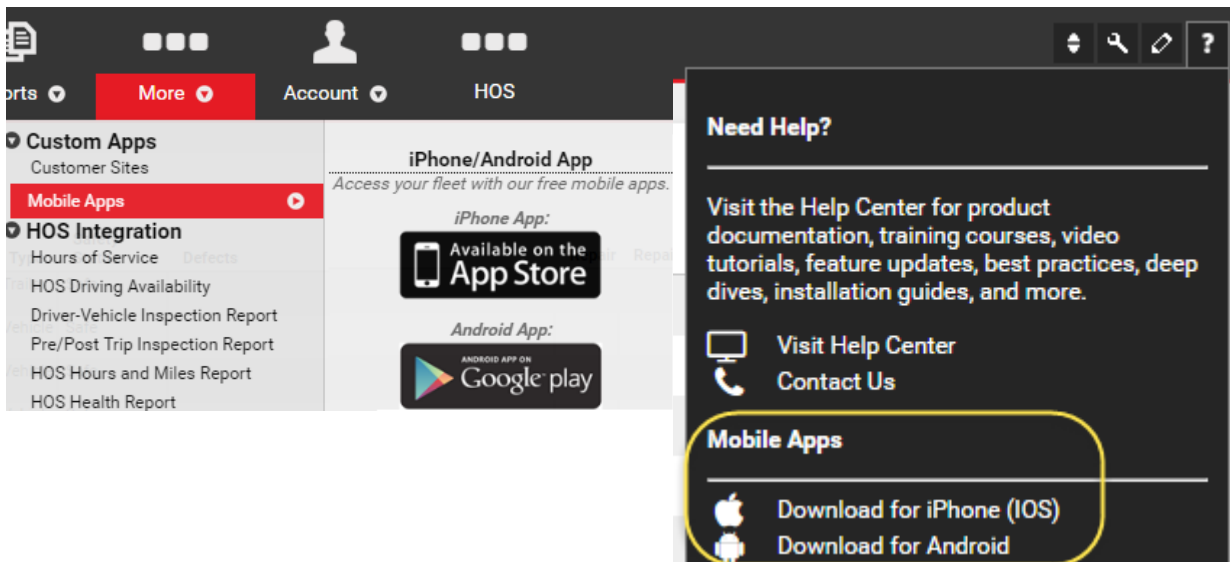 orts
More
Account
HOS
?
Custom Apps
Customer Sites
Mobile Apps
HOS Integration
Hours of Service
HOS Driving Availability
Driver-Vehicle Inspection Report
Pre/Post Trip Inspection Report
HOS Hours and Miles Report
HOS Health Report
Defects
iPhone/Android App
Access your fleet with our free mobile apps.
iPhone App:
Available on the
App Store
Android App:
ANDROID APP ON
Google play
Need Help?
Visit the Help Center for product
documentation, training courses, video
tutorials, feature updates, best practices, deep
dives, installation guides, and more.
Visit Help Center
Contact Us
Mobile Apps
Download for iPhone (IOS)
Download for Android